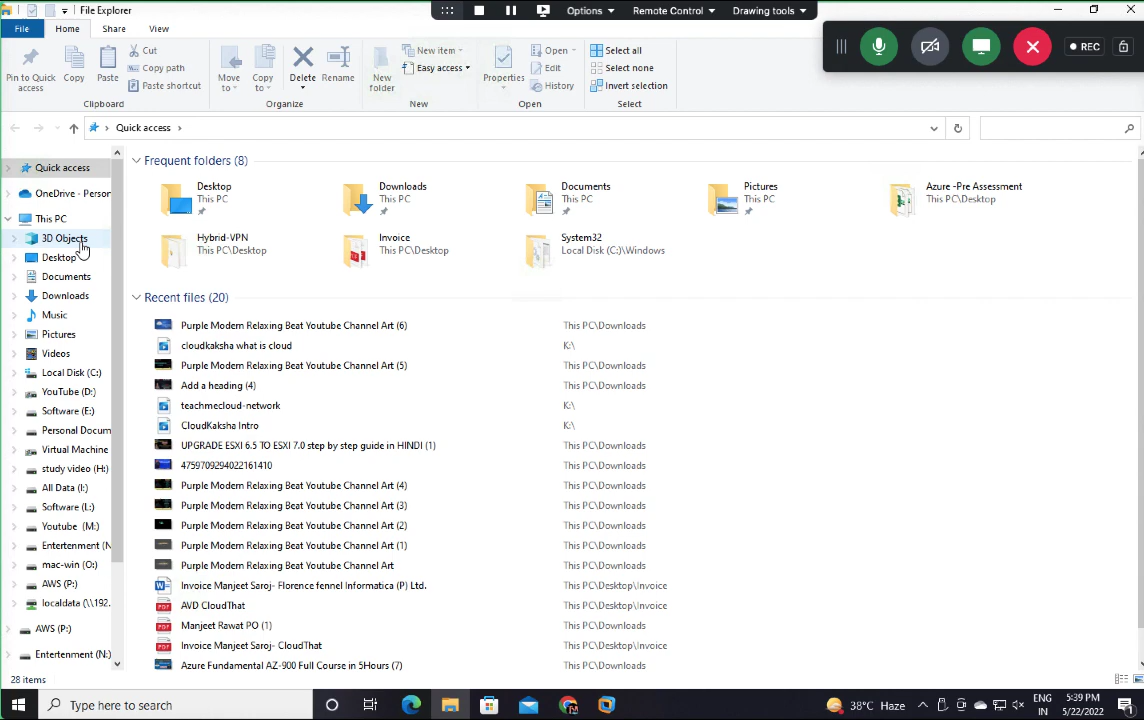 File Explorer
Options
Remote Control
Drawing tools
REC
File
Home
Share
View
Pin to Quick access
Copy
Paste
Cut
Copy path
Paste shortcut
Clipboard
Move to
Copy to
Delete
Rename
Organize
New folder
New item
Easy access
New
Properties
Open
Edit
History
Open
Select all
Select none
Invert selection
Select
Quick access
Quick access
OneDrive - Person
This PC
3D Objects
Desktop
Documents
Downloads
Music
Pictures
Videos
Local Disk (C:)
YouTube (D:)
Software (E:)
Personal Docum
Virtual Machine
study video (H:)
All Data (I:)
Software (L:)
Youtube (M:)
Entertenment (N
mac-win (O:)
AWS (P:)
localdata (\\192.
AWS (P:)
Entertenment (N:)
Frequent folders (8)
Desktop
This PC
Downloads
This PC
Documents
This PC
Pictures
This PC
Azure -Pre Assessment
This PC\Desktop
Hybrid-VPN
This PC\Desktop
Invoice
This PC\Desktop
System32
Local Disk (C:)\Windows
Recent files (20)
Purple Modern Relaxing Beat Youtube Channel Art (6) This PC\Downloads
cloudkaksha what is cloud K:\
Purple Modern Relaxing Beat Youtube Channel Art (5) This PC\Downloads
Add a heading (4) This PC\Downloads
teachmecloud-network K:\
CloudKaksha Intro K:\
UPGRADE ESXI 6.5 TO ESXI 7.0 step by step guide in HINDI (1) This PC\Downloads
4759709294022161410 This PC\Downloads
Purple Modern Relaxing Beat Youtube Channel Art (4) This PC\Downloads
Purple Modern Relaxing Beat Youtube Channel Art (3) This PC\Downloads
Purple Modern Relaxing Beat Youtube Channel Art (2) This PC\Downloads
Purple Modern Relaxing Beat Youtube Channel Art (1) This PC\Downloads
Purple Modern Relaxing Beat Youtube Channel Art This PC\Downloads
Invoice Manjeet Saroj- Florence fennel Informatica (P) Ltd. This PC\Desktop\Invoice
AVD CloudThat This PC\Desktop\Invoice
Manjeet Rawat PO (1) This PC\Desktop\Invoice
Invoice Manjeet Saroj- CloudThat This PC\Desktop\Invoice
Azure Fundamental AZ-900 Full Course in 5Hours (7) This PC\Downloads
28 items
Type here to search
38°C Haze
ENG
IN
5:39 PM
5/22/2022
1